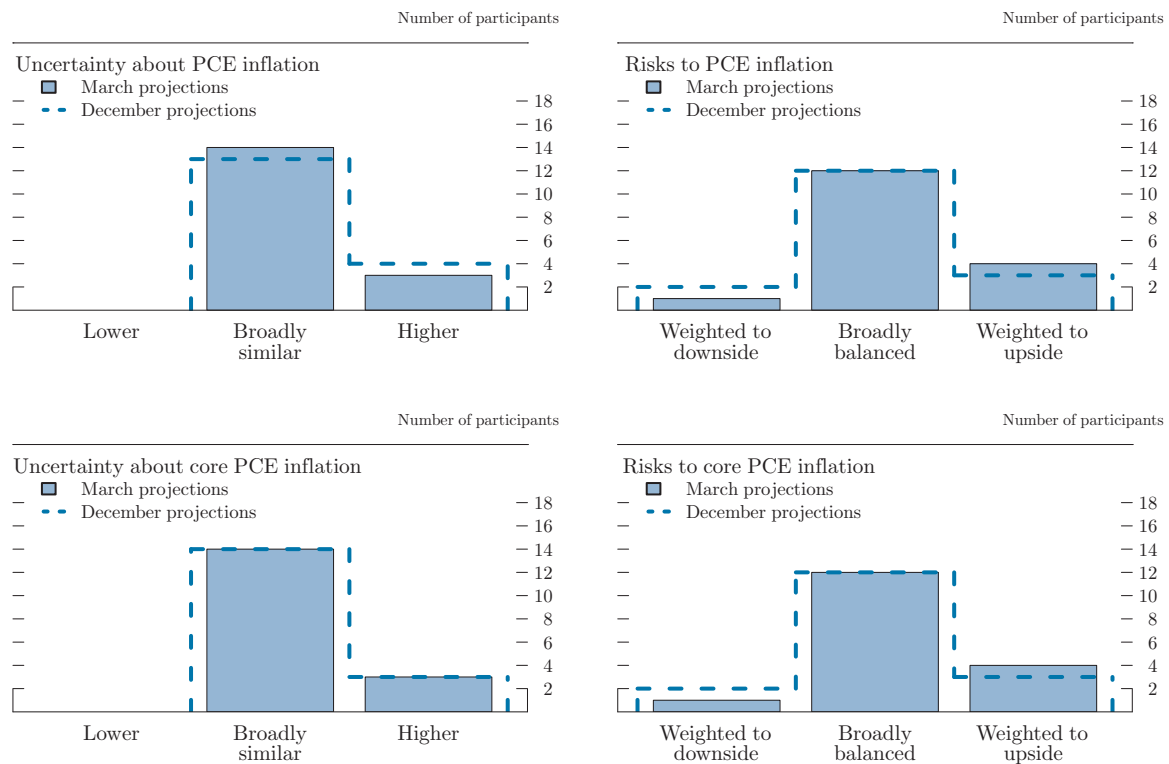 Number of participants
Uncertainty about PCE inflation
March projections
December projections
18
16
14
12
10
8
6
4
2
Lower
Broadly
similar
Higher
Number of participants
Risks to PCE inflation
March projections
December projections
18
16
14
12
10
8
6
4
2
Weighted to
downside
Broadly
balanced
Weighted to
upside
Number of participants
Uncertainty about core PCE inflation
March projections
December projections
18
16
14
12
10
8
6
4
2
Lower
Broadly
similar
Higher
Number of participants
Risks to core PCE inflation
March projections
December projections
18
16
14
12
10
8
6
4
2
Weighted to
downside
Broadly
balanced
Weighted to
upside